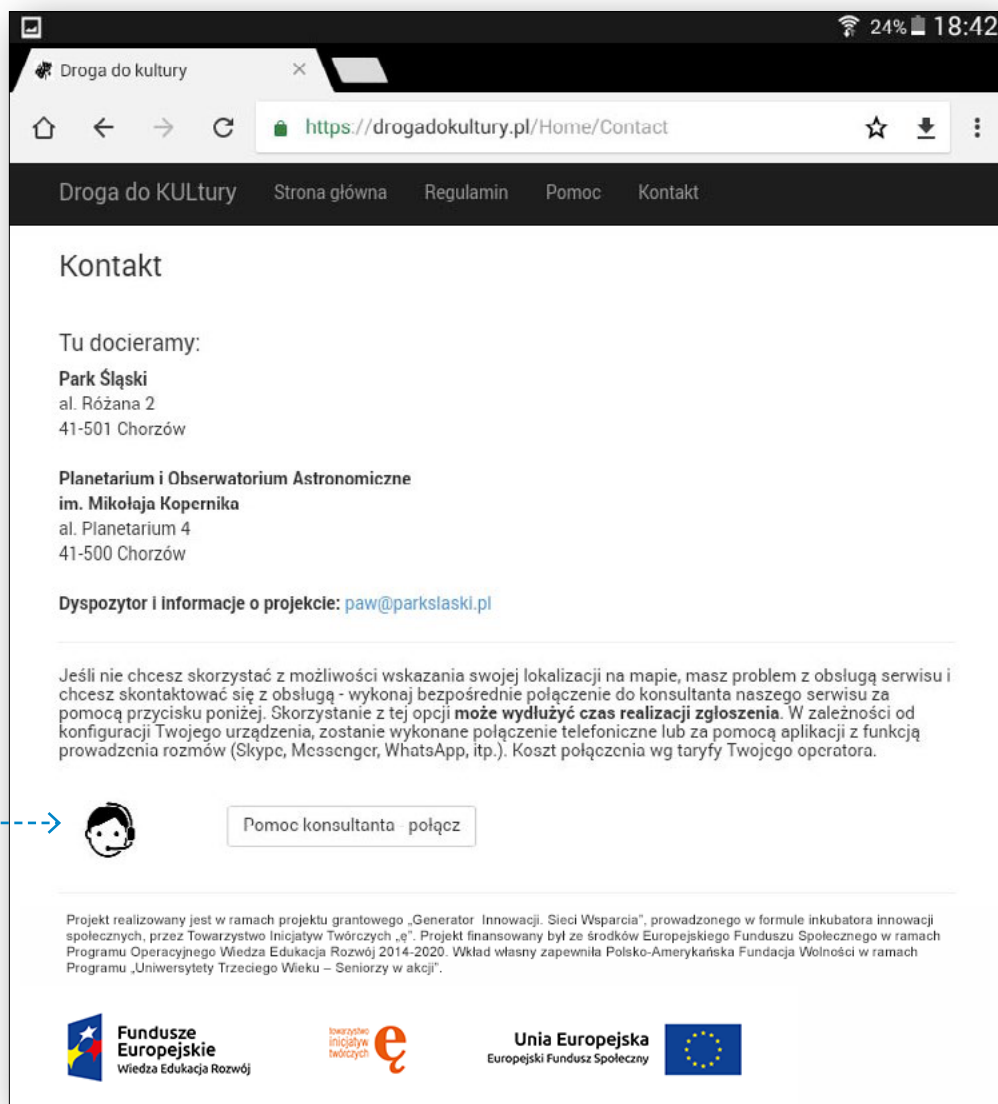 24% 18:42
Droga do kultury
https://drogadokultury.pl/Home/Contact
Droga do KULtury Strona główna Regulamin Pomoc Kontakt
Kontakt
Tu docieramy:
Park Śląski
al. Różana 2
41-501 Chorzów
Planetarium i Obserwatorium Astronomiczne
im. Mikołaja Kopernika
al. Planetarium 4
41-500 Chorzów
Dyspozytor i informacje o projekcie: paw@parkslaski.pl
Jeśli nie chcesz skorzystać z możliwości wskazania swojej lokalizacji na mapie, masz problem z obsługą serwisu i
chcesz skontaktować się z obsługą - wykonaj bezpośrednie połączenie do konsultanta naszego serwisu za
pomocą przycisku poniżej. Skorzystanie z tej opcji może wydłużyć czas realizacji zgłoszenia. W zależności od
konfiguracji Twojego urządzenia, zostanie wykonane połączenie telefoniczne lub za pomocą aplikacji z funkcją
prowadzenia rozmów (Skype, Messenger, WhatsApp, itp.). Koszt połączenia wg taryfy Twojego operatora.
Pomoc konsultanta - połącz
Projekt realizowany jest w ramach projektu grantowego „Generator Innowacji. Sieci Wsparcia”, prowadzonego w formule inkubatora innowacji
społecznych, przez Towarzystwo Inicjatyw Twórczych „ę”. Projekt finansowany był ze środków Europejskiego Funduszu Społecznego w ramach
Programu Operacyjnego Wiedza Edukacja Rozwój 2014-2020. Wkład własny zapewniła Polsko-Amerykańska Fundacja Wolności w ramach
Programu „Uniwersytety Trzeciego Wieku – Seniorzy w akcji”.
Fundusze
Europejskie
Wiedza Edukacja Rozwój
towarzystwo
inicjatyw
twórczych
ę
Unia Europejska
Europejski Fundusz Społeczny